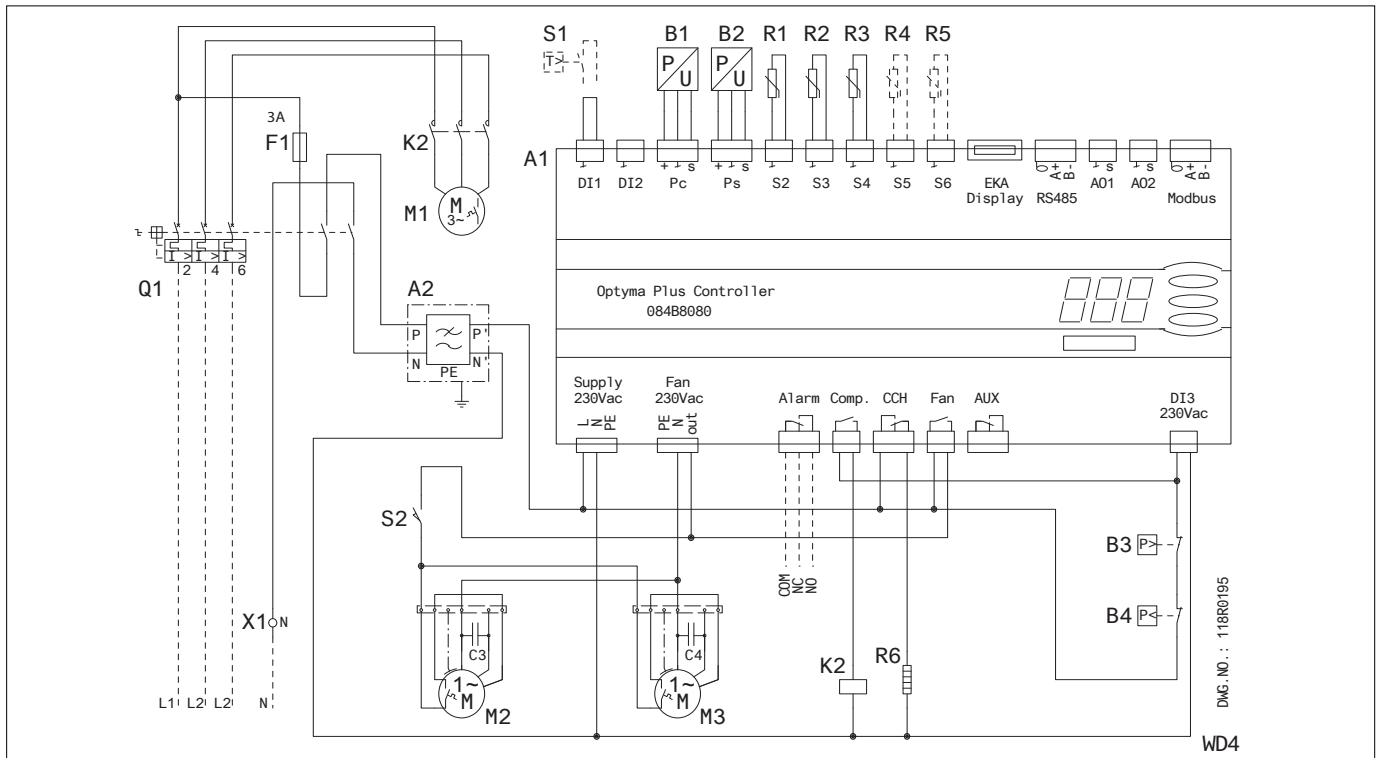 S1 B1 B2 R1 R2 R3 R4 R5
T> P U P U
3A
F1 K2 A1
+ s + s s s
A+ B- A+ B-
DI1 DI2 Pc Ps S2 S3 S4 S5 S6 EKA Display RS485 AO1 AO2 Modbus
M1 M 3~
I > I > I >
2 4 6
Q1 A2
Optyma Plus Controller
084B8080
P P'
N N'
PE
Supply 230Vac Fan 230Vac Alarm Comp. CCH Fan AUX DI3 230Vac
L N PE PE N out
S2
B3 P>
COM NC NO
B4 P<
X1 N
C3 C4
K2 R6
1~ M 1~ M
M2 M3
L1 L2 L2 N
DWG.NO.: 118R0195
WD4